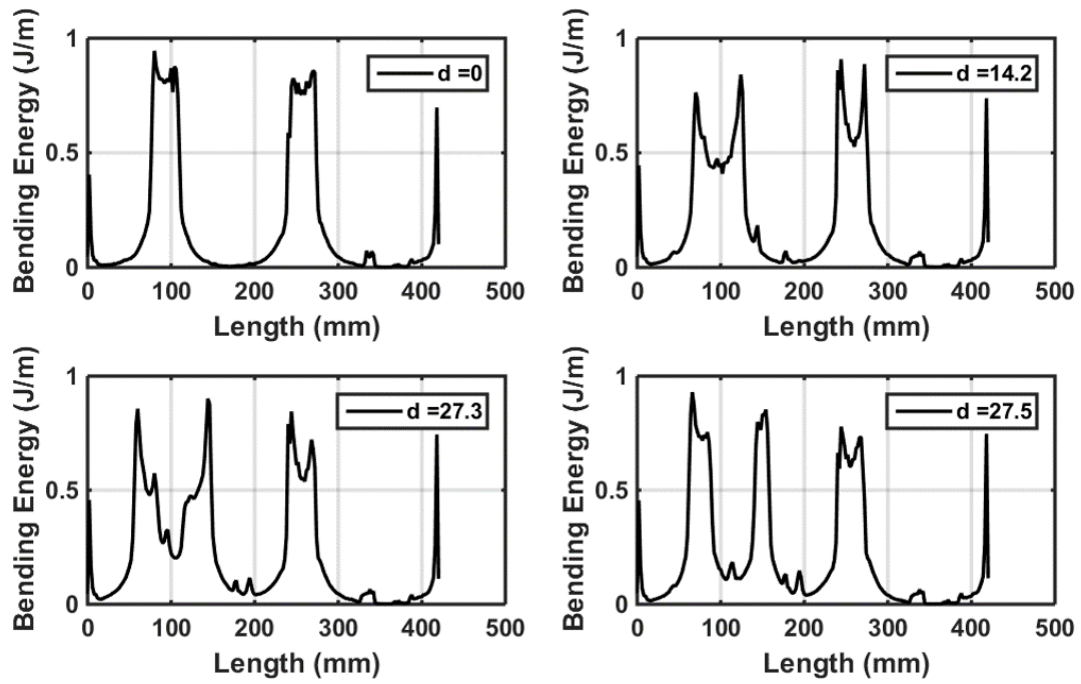 Bending Energy (J/m)
1
0.5
0
d =0
0 100 200 300 400 500
Length (mm)
Bending Energy (J/m)
1
0.5
0
d =14.2
0 100 200 300 400 500
Length (mm)
Bending Energy (J/m)
1
0.5
0
d =27.3
0 100 200 300 400 500
Length (mm)
Bending Energy (J/m)
1
0.5
0
d =27.5
0 100 200 300 400 500
Length (mm)